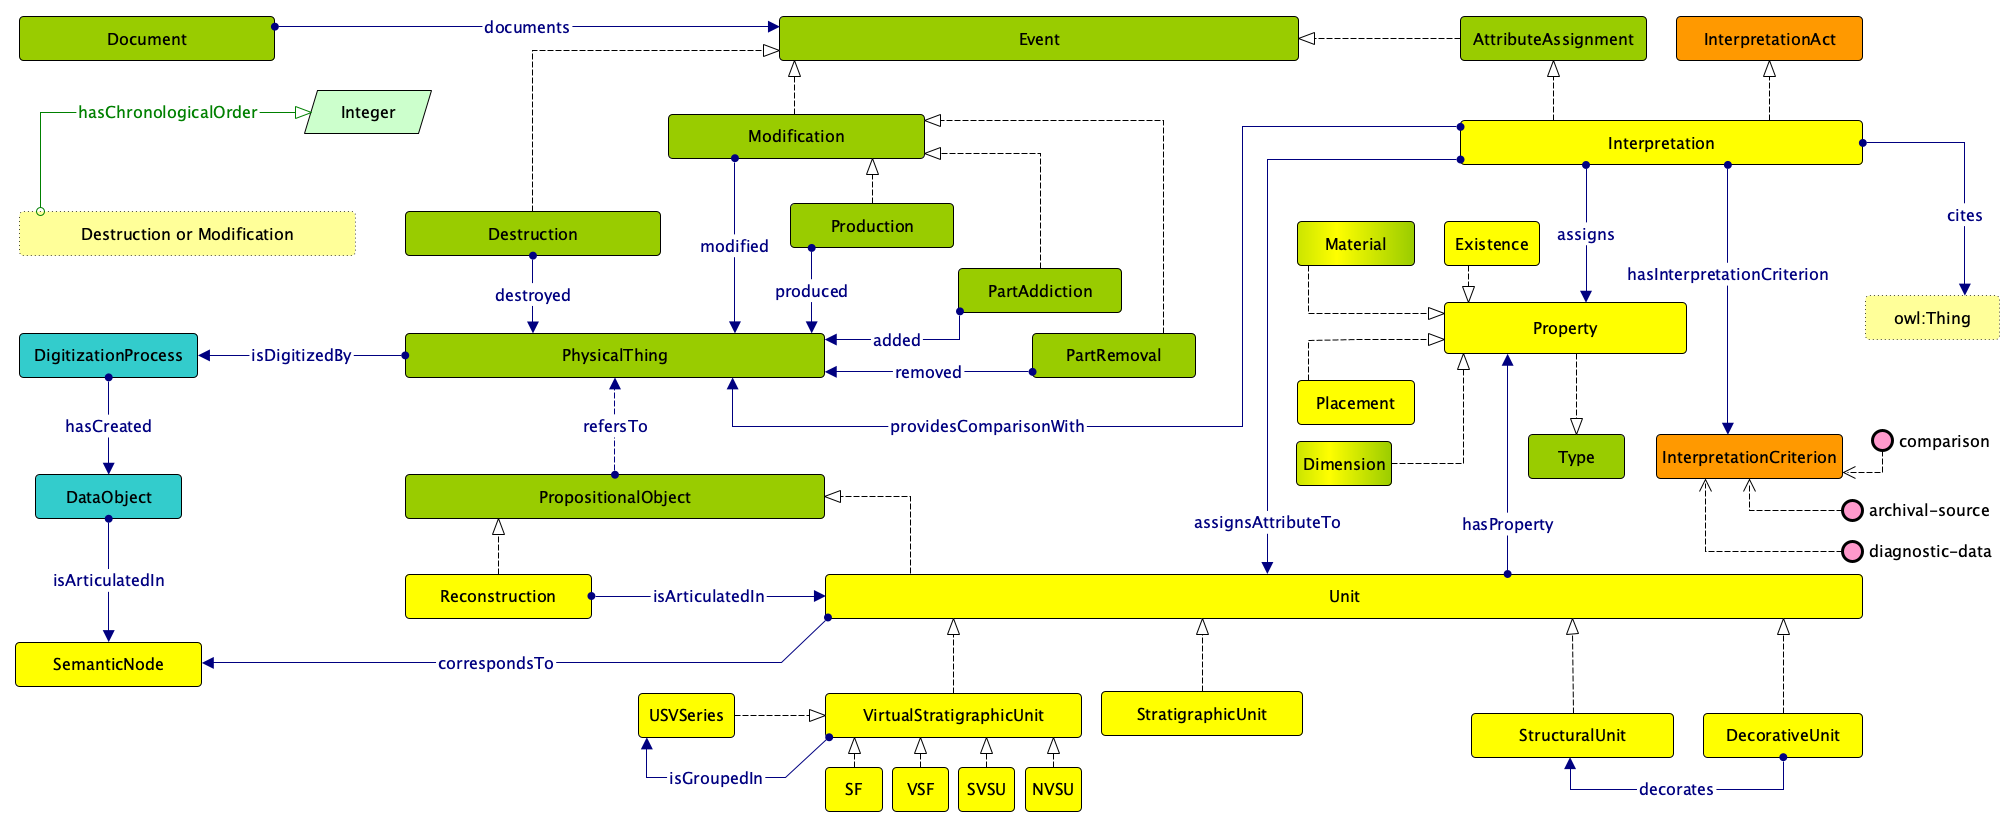 Document
documents
Event
AttributeAssignment
InterpretationAct
hasChronologicalOrder
Integer
Modification
Interpretation
Destruction or Modification
Destruction
Production
modified
cites
Material
Existence
assigns
hasInterpretationCriterion
destroyed
produced
PartAddiction
owl:Thing
Property
DigitizationProcess
isDigitizedBy
PhysicalThing
added
PartRemoval
removed
Placement
hasCreated
refersTo
providesComparisonWith
comparison
Dimension
Type
InterpretationCriterion
DataObject
PropositionalObject
archival-source
assignsAttributeTo
hasProperty
diagnostic-data
isArticulatedIn
Reconstruction
isArticulatedIn
Unit
SemanticNode
correspondsTo
USVSeries
VirtualStratigraphicUnit
StratigraphicUnit
StructuralUnit
DecorativeUnit
isGroupedIn
SF
VSF
SVSU
NVSU
decorates